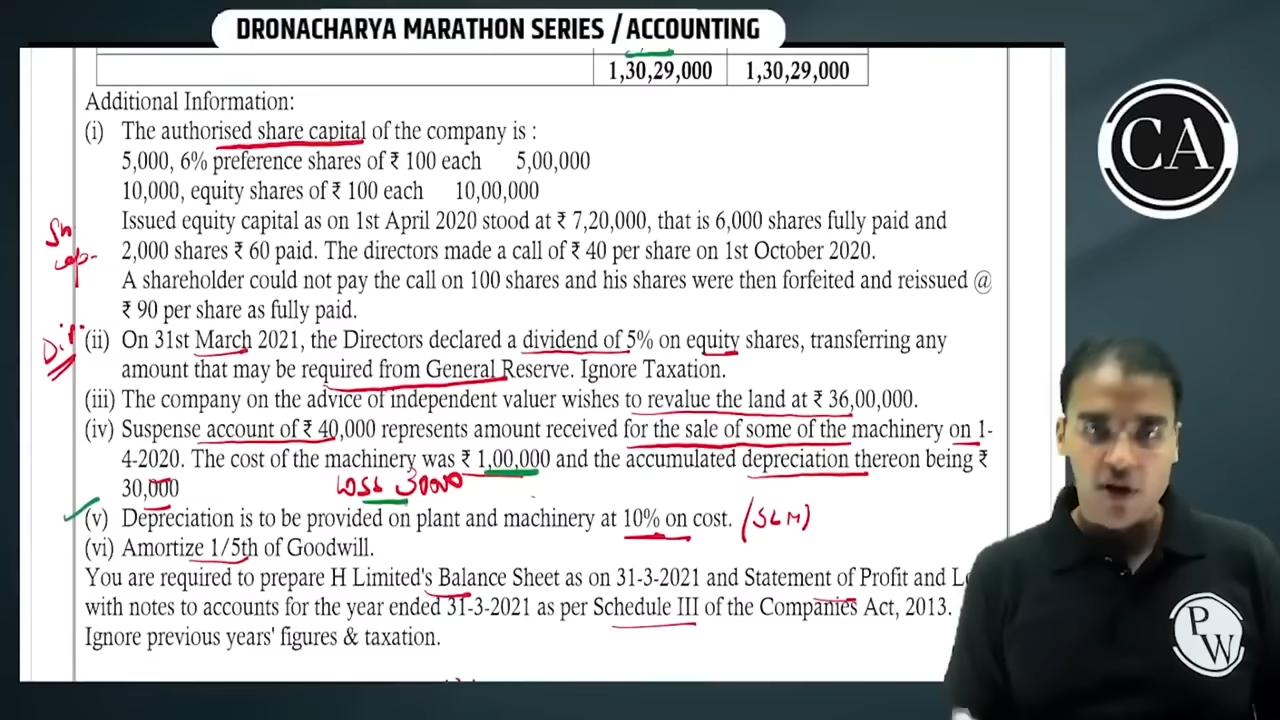 DRONACHARYA MARATHON SERIES / ACCOUNTING
1,30,29,000 1,30,29,000
Additional Information:
(i) The authorised share capital of the company is :
5,000, 6% preference shares of ₹ 100 each 5,00,000
10,000, equity shares of ₹ 100 each 10,00,000
Issued equity capital as on 1st April 2020 stood at ₹ 7,20,000, that is 6,000 shares fully paid and
2,000 shares ₹ 60 paid. The directors made a call of ₹ 40 per share on 1st October 2020.
A shareholder could not pay the call on 100 shares and his shares were then forfeited and reissued @
₹ 90 per share as fully paid.
(ii) On 31st March 2021, the Directors declared a dividend of 5% on equity shares, transferring any
amount that may be required from General Reserve. Ignore Taxation.
(iii) The company on the advice of independent valuer wishes to revalue the land at ₹ 36,00,000.
(iv) Suspense account of ₹ 40,000 represents amount received for the sale of some of the machinery on 1-
4-2020. The cost of the machinery was ₹ 1,00,000 and the accumulated depreciation thereon being ₹
30,000 loss 30000
(v) Depreciation is to be provided on plant and machinery at 10% on cost. (SLM)
(vi) Amortize 1/5th of Goodwill.
You are required to prepare H Limited's Balance Sheet as on 31-3-2021 and Statement of Profit and L
with notes to accounts for the year ended 31-3-2021 as per Schedule III of the Companies Act, 2013.
Ignore previous years' figures & taxation.
CA
PW